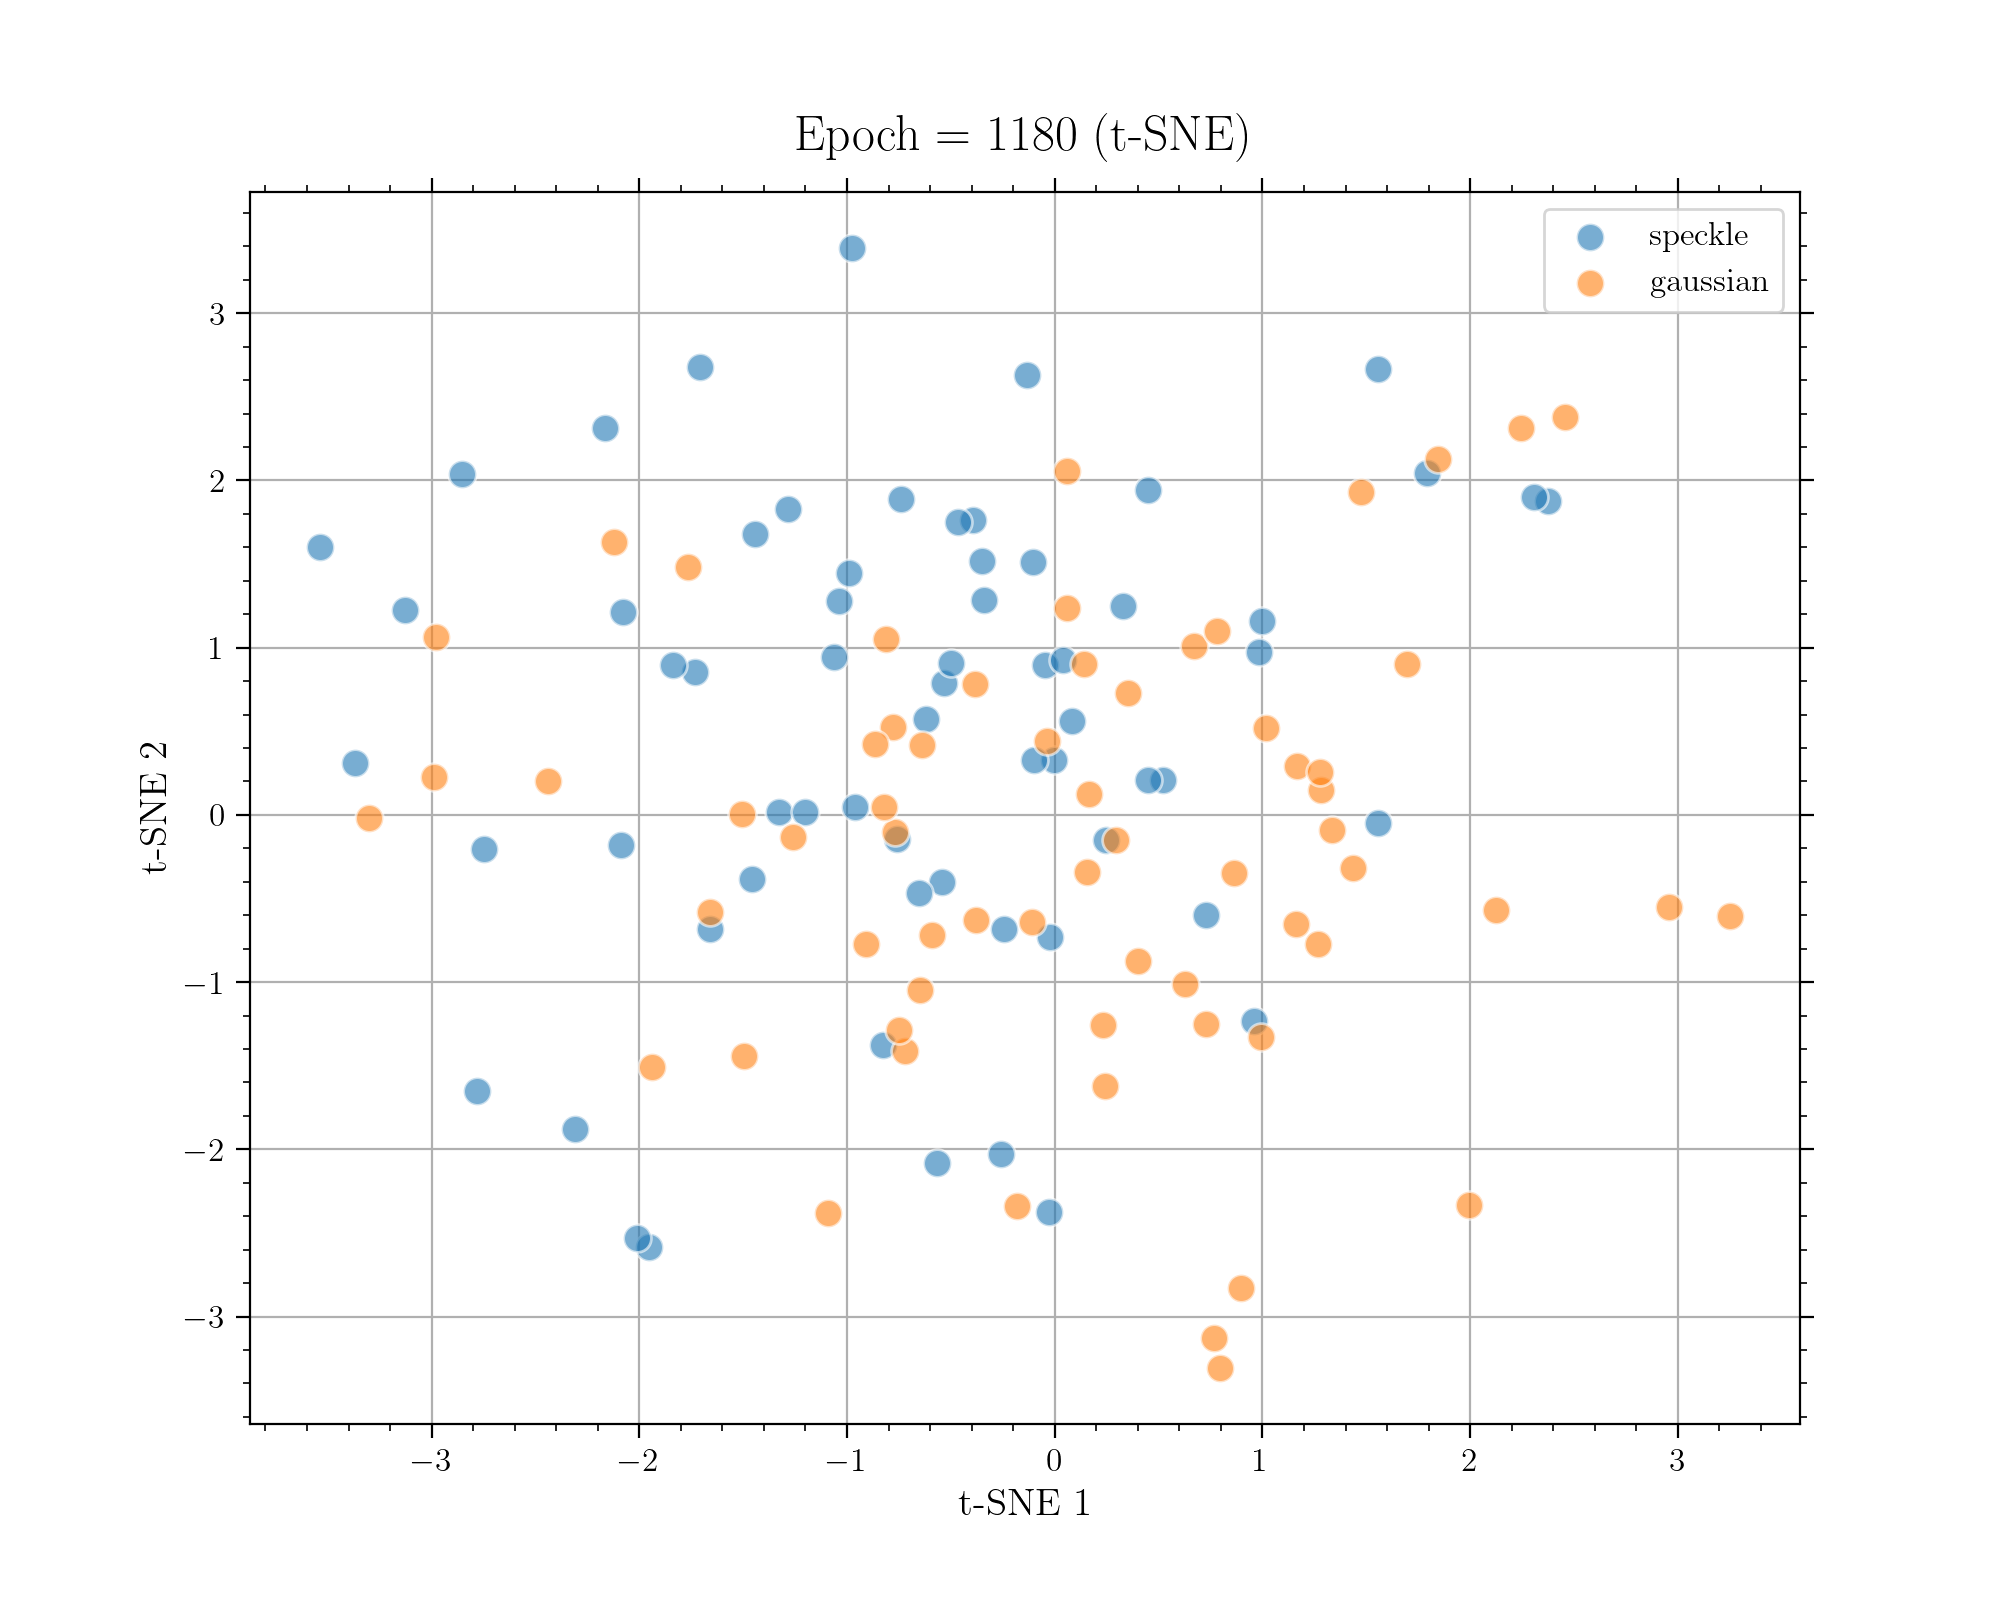 Epoch = 1180 (t-SNE)
speckle
gaussian
3
2
1
0
−1
−2
−3
t-SNE 2
−3 −2 −1 0 1 2 3
t-SNE 1